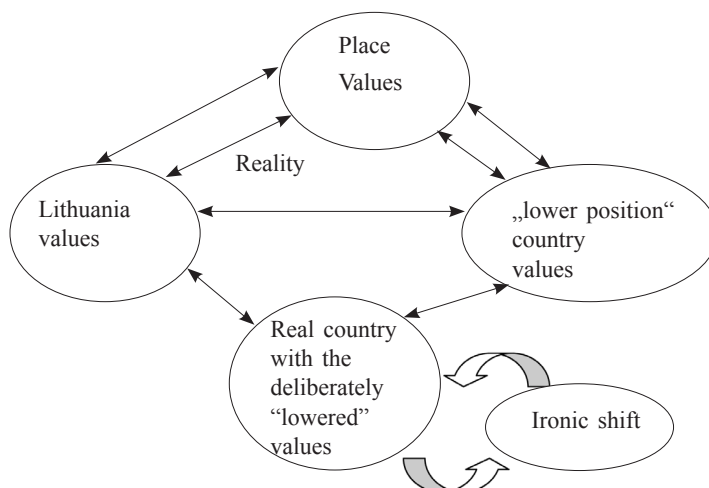 Place
Values
Reality
Lithuania
values
„lower position“
country
values
Real country
with the
deliberately
“lowered”
values
Ironic shift